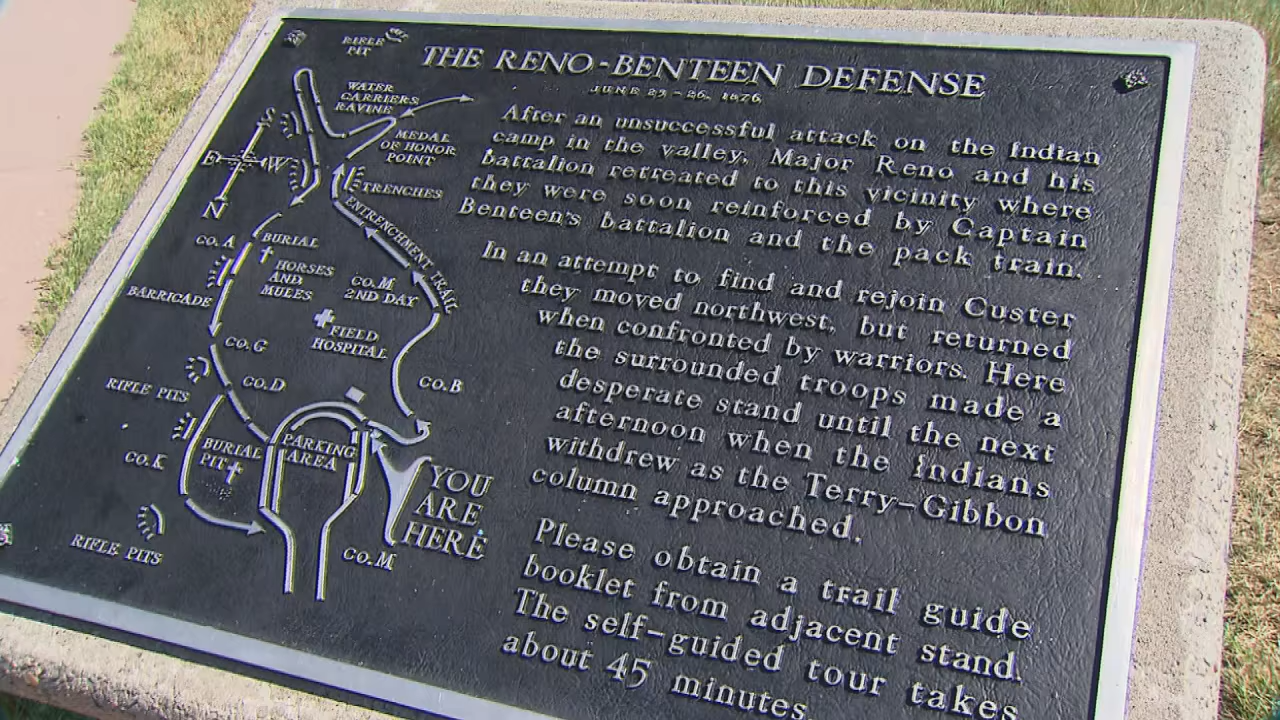 THE RENO-BENTEEN DEFENSE
JUNE 25-26, 1876
After an unsuccessful attack on the Indian
camp in the valley, Major Reno and his
battalion retreated to this vicinity where
they were soon reinforced by Captain
Benteen's battalion and the pack train.
In an attempt to find and rejoin Custer
they moved northwest, but returned
when confronted by warriors. Here
the surrounded troops made a
desperate stand until the next
afternoon when the Indians
withdrew as the Terry-Gibbon
column approached.
Please obtain a trail guide
booklet from adjacent stand.
The self-guided tour takes
about 45 minutes.
RIFLE
PIT
WATER
CARRIERS
RAVINE
MEDAL
OF HONOR
POINT
S
E
W
N
TRENCHES
ENTRENCHMENT TRAIL
CO. A
BURIAL
HORSES
AND
MULES
CO. M
2ND DAY
BARRICADE
FIELD
HOSPITAL
CO. G
RIFLE PITS
CO. D
CO. B
PARKING
AREA
BURIAL
PIT
CO. K
YOU
ARE
HERE
RIFLE PITS
CO. M